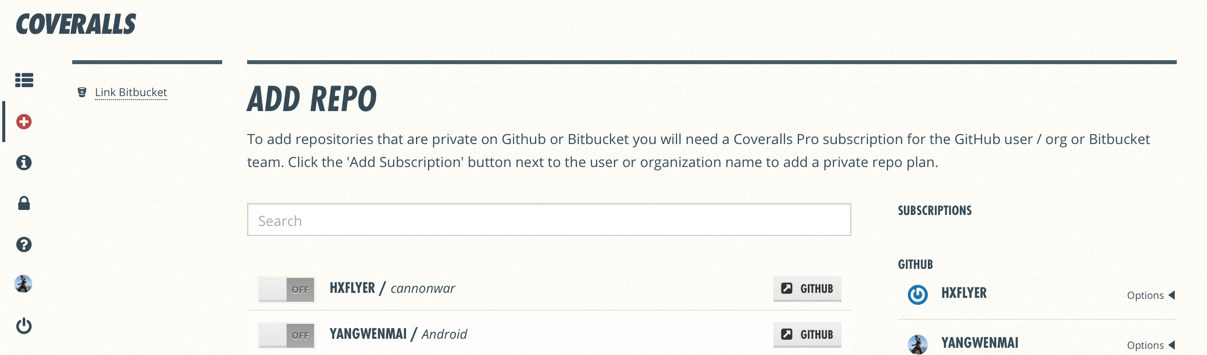 COVERALLS
Link Bitbucket
ADD REPO
To add repositories that are private on Github or Bitbucket you will need a Coveralls Pro subscription for the GitHub user / org or Bitbucket
team. Click the 'Add Subscription' button next to the user or organization name to add a private repo plan.
Search
SUBSCRIPTIONS
GITHUB
OFF HXFLYER / cannonwar GITHUB
HXFLYER Options
OFF YANGWENMAI / Android GITHUB
YANGWENMAI Options